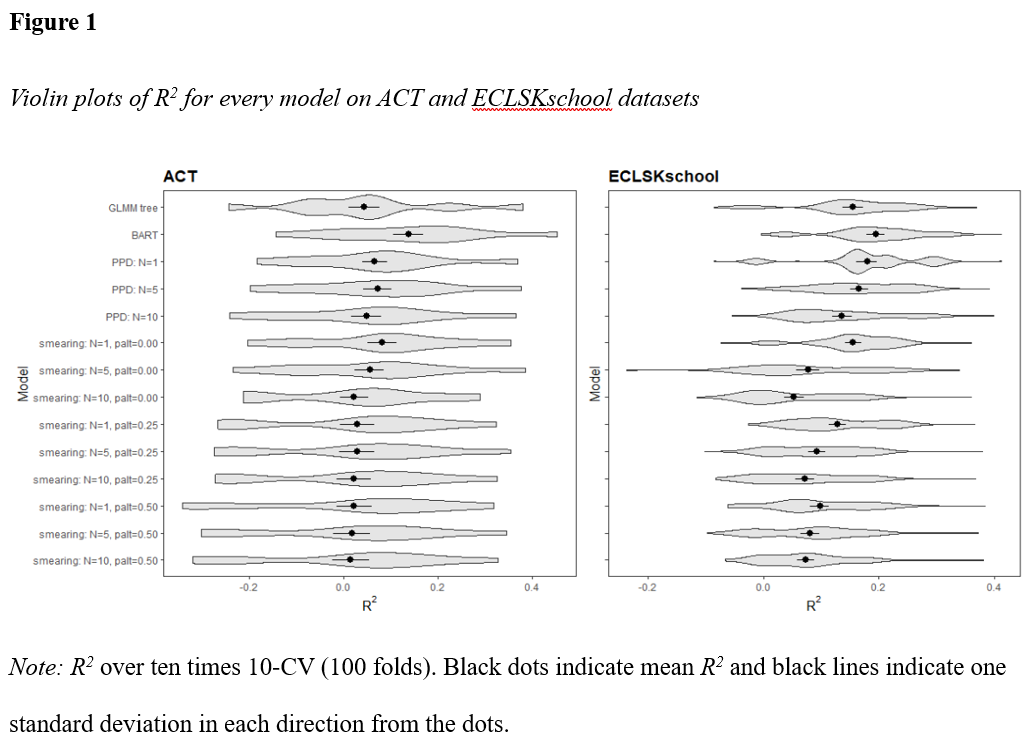 Figure 1
Violin plots of R² for every model on ACT and ECLSKschool datasets
ACT
GLMM tree
BART
PPD: N=1
PPD: N=5
PPD: N=10
smearing: N=1, palt=0.00
smearing: N=5, palt=0.00
smearing: N=10, palt=0.00
smearing: N=1, palt=0.25
smearing: N=5, palt=0.25
smearing: N=10, palt=0.25
smearing: N=1, palt=0.50
smearing: N=5, palt=0.50
smearing: N=10, palt=0.50
Model
-0.2 0.0 0.2 0.4
R²
ECLSKschool
Model
-0.2 0.0 0.2 0.4
R²
Note: R² over ten times 10-CV (100 folds). Black dots indicate mean R² and black lines indicate one
standard deviation in each direction from the dots.